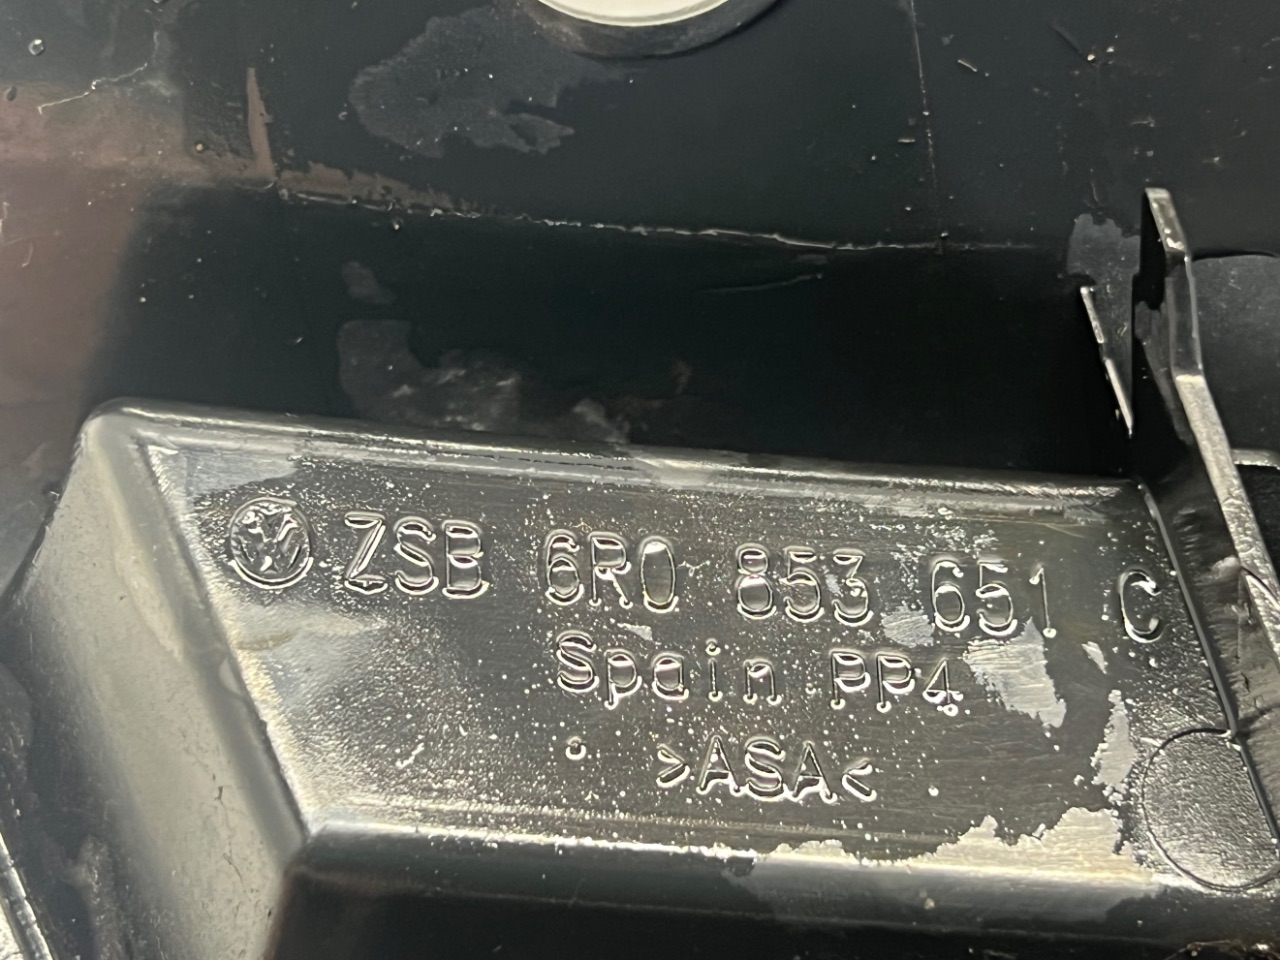 ZSB 6R0 853 651 C
Spain PP4
>ASA<